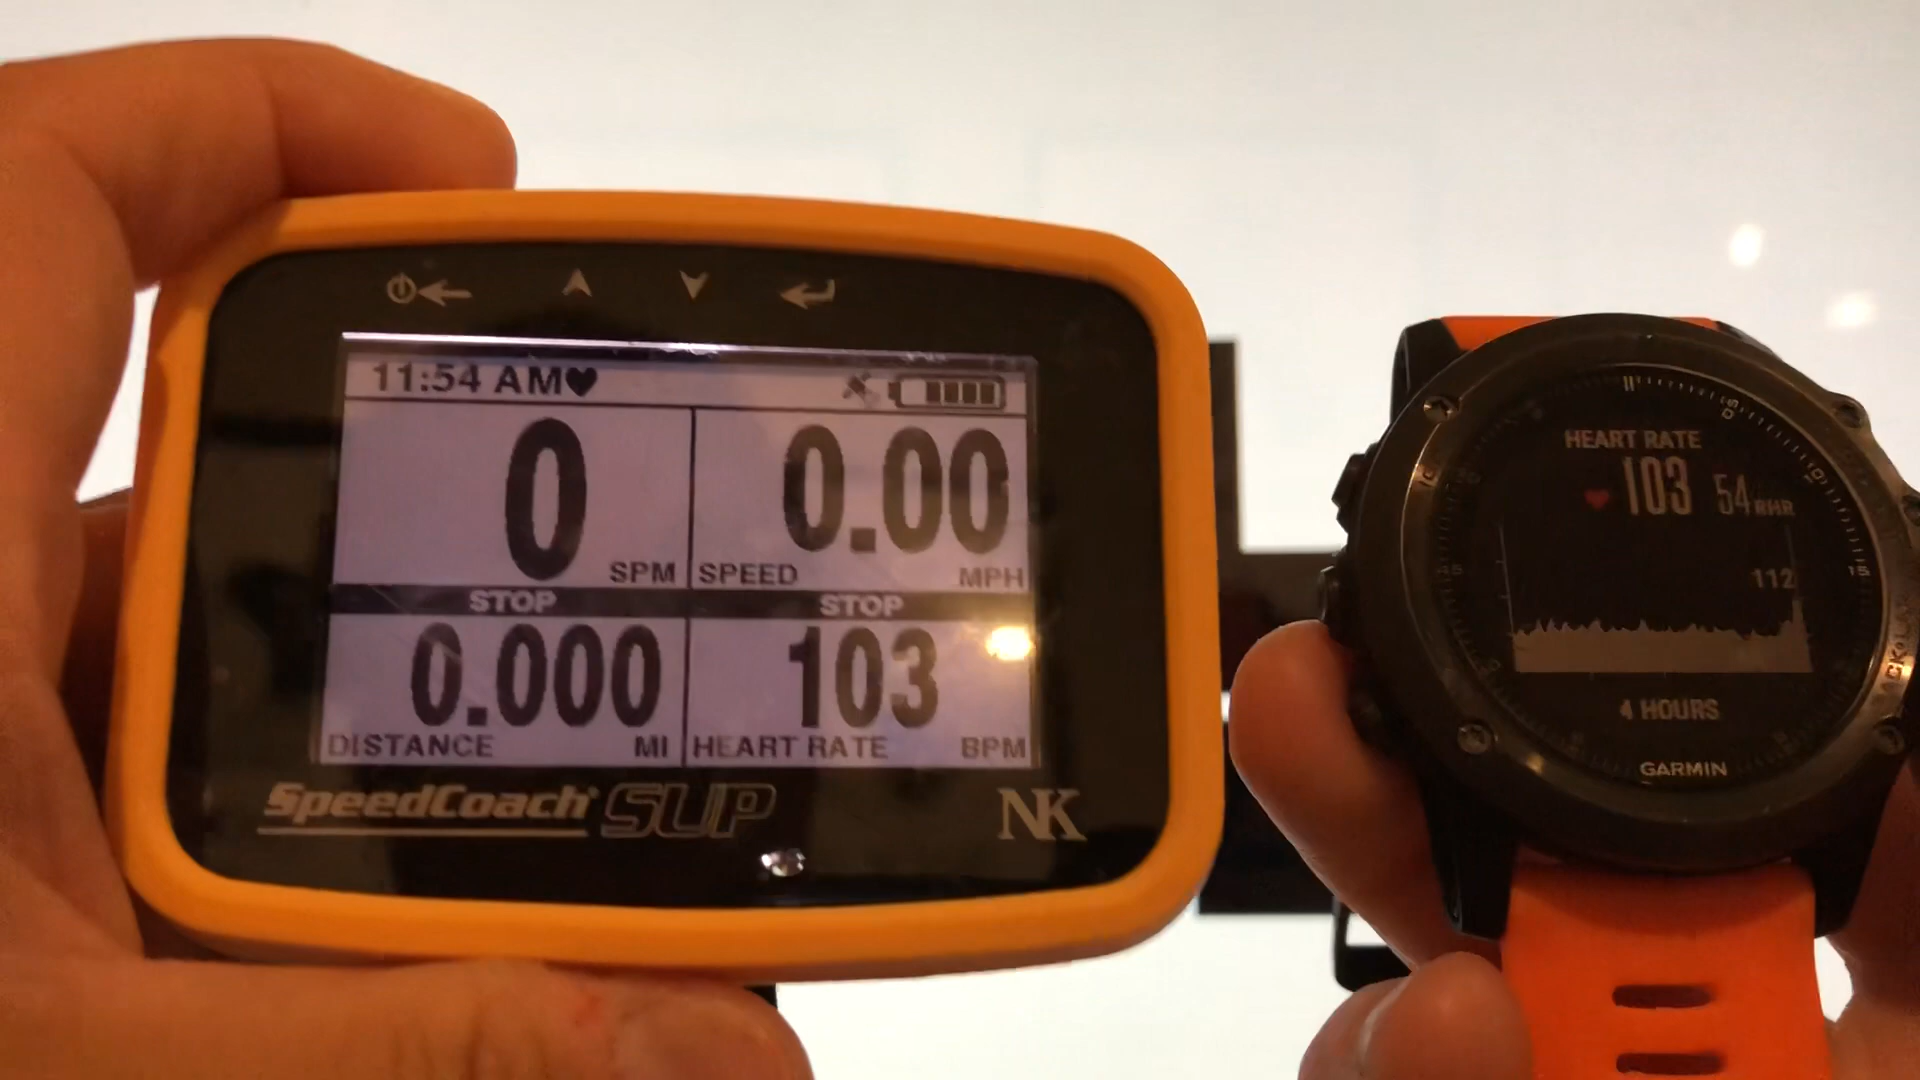 11:54 AM
0
SPM
0.00
SPEED MPH
STOP STOP
0.000
DISTANCE MI
103
HEART RATE BPM
SpeedCoach SUP
NK
HEART RATE
103 54 RHR
112
4 HOURS
GARMIN